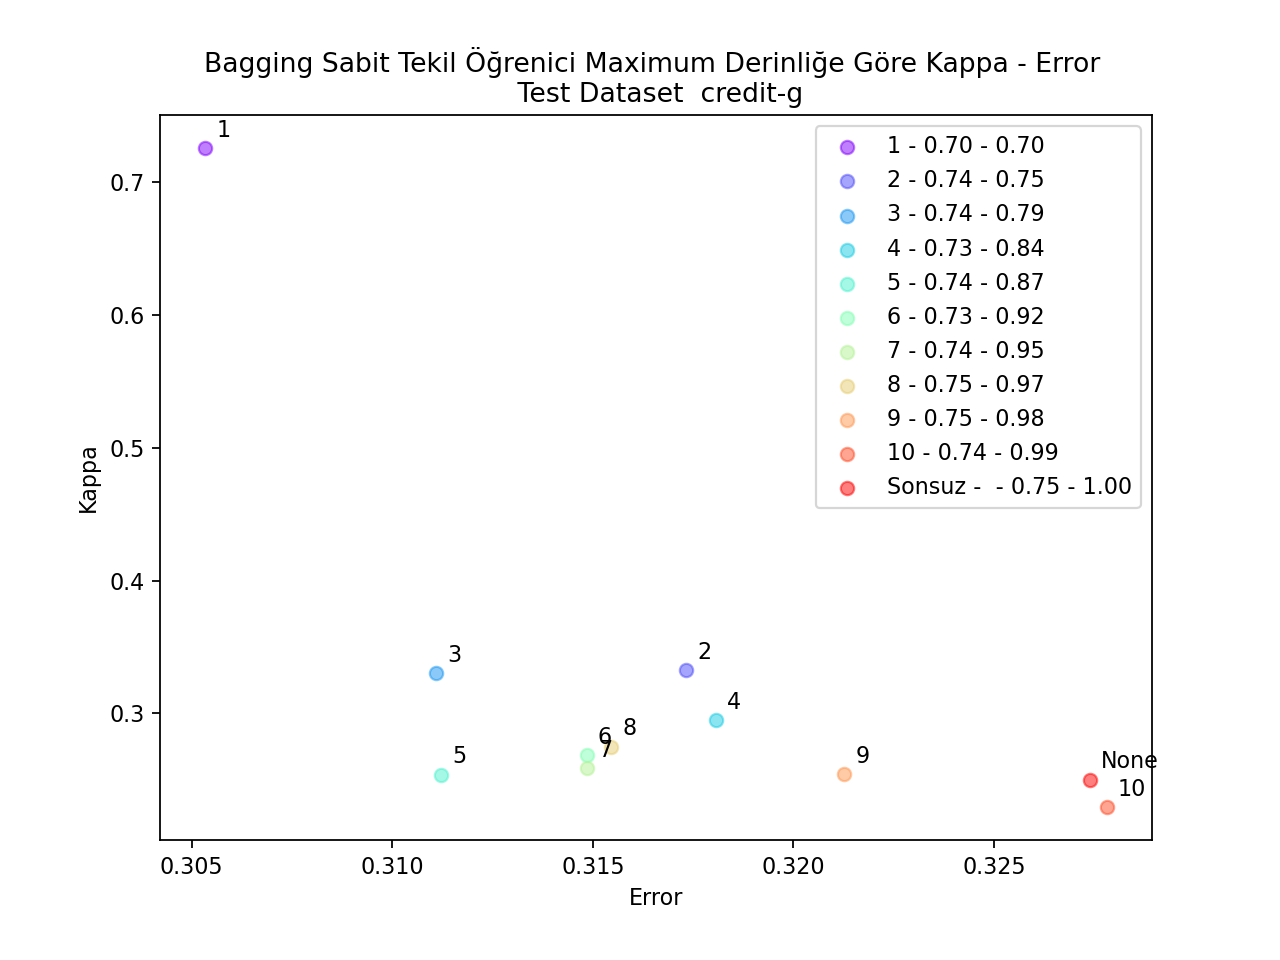 Bagging Sabit Tekil Öğrenici Maximum Derinliğe Göre Kappa - Error
Test Dataset  credit-g
1 - 0.70 - 0.70
2 - 0.74 - 0.75
3 - 0.74 - 0.79
4 - 0.73 - 0.84
5 - 0.74 - 0.87
6 - 0.73 - 0.92
7 - 0.74 - 0.95
8 - 0.75 - 0.97
9 - 0.75 - 0.98
10 - 0.74 - 0.99
Sonsuz -  - 0.75 - 1.00
Kappa
0.7
0.6
0.5
0.4
0.3
1
3
2
4
8
6
7
5
9
None
10
0.305
0.310
0.315
0.320
0.325
Error